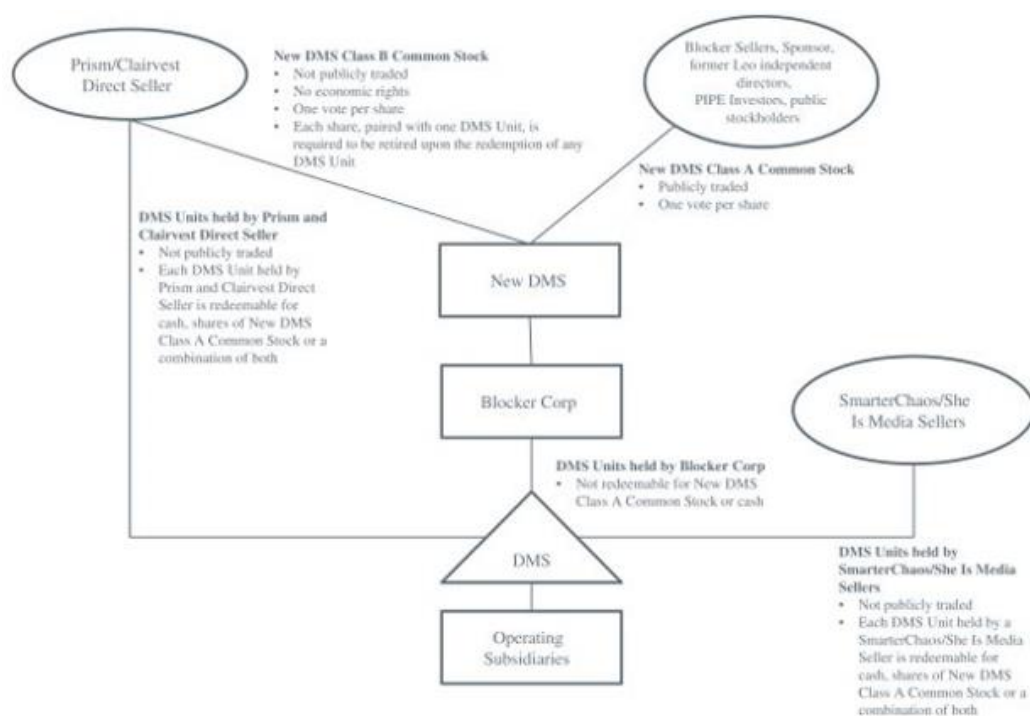 Prism/Clairvest
Direct Seller
New DMS Class B Common Stock
• Not publicly traded
• No economic rights
• One vote per share
• Each share, paired with one DMS Unit, is
required to be retired upon the redemption of any
DMS Unit
Blocker Sellers, Sponsor,
former Leo independent
directors,
PIPE Investors, public
stockholders
New DMS Class A Common Stock
• Publicly traded
• One vote per share
DMS Units held by Prism and
Clairvest Direct Seller
• Not publicly traded
• Each DMS Unit held by
Prism and Clairvest Direct
Seller is redeemable for
cash, shares of New DMS
Class A Common Stock or a
combination of both
New DMS
Blocker Corp
SmarterChaos/She
Is Media Sellers
DMS Units held by Blocker Corp
• Not redeemable for New DMS
Class A Common Stock or cash
DMS
DMS Units held by
SmarterChaos/She Is Media
Sellers
• Not publicly traded
• Each DMS Unit held by a
SmarterChaos/She Is Media
Seller is redeemable for
cash, shares of New DMS
Class A Common Stock or a
combination of both
Operating
Subsidiaries